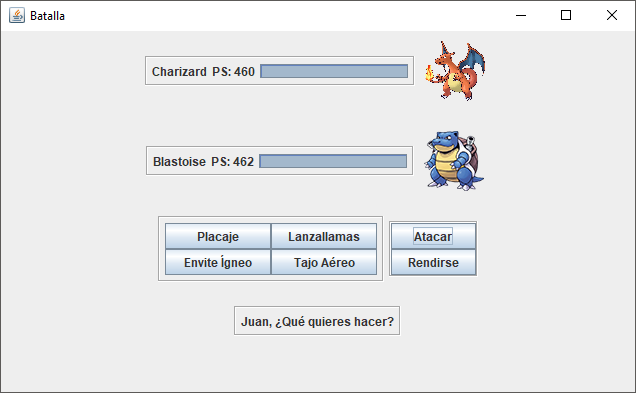 Batalla
Charizard PS: 460
Blastoise PS: 462
Placaje Lanzallamas Atacar
Envite Ígneo Tajo Aéreo Rendirse
Juan, ¿Qué quieres hacer?